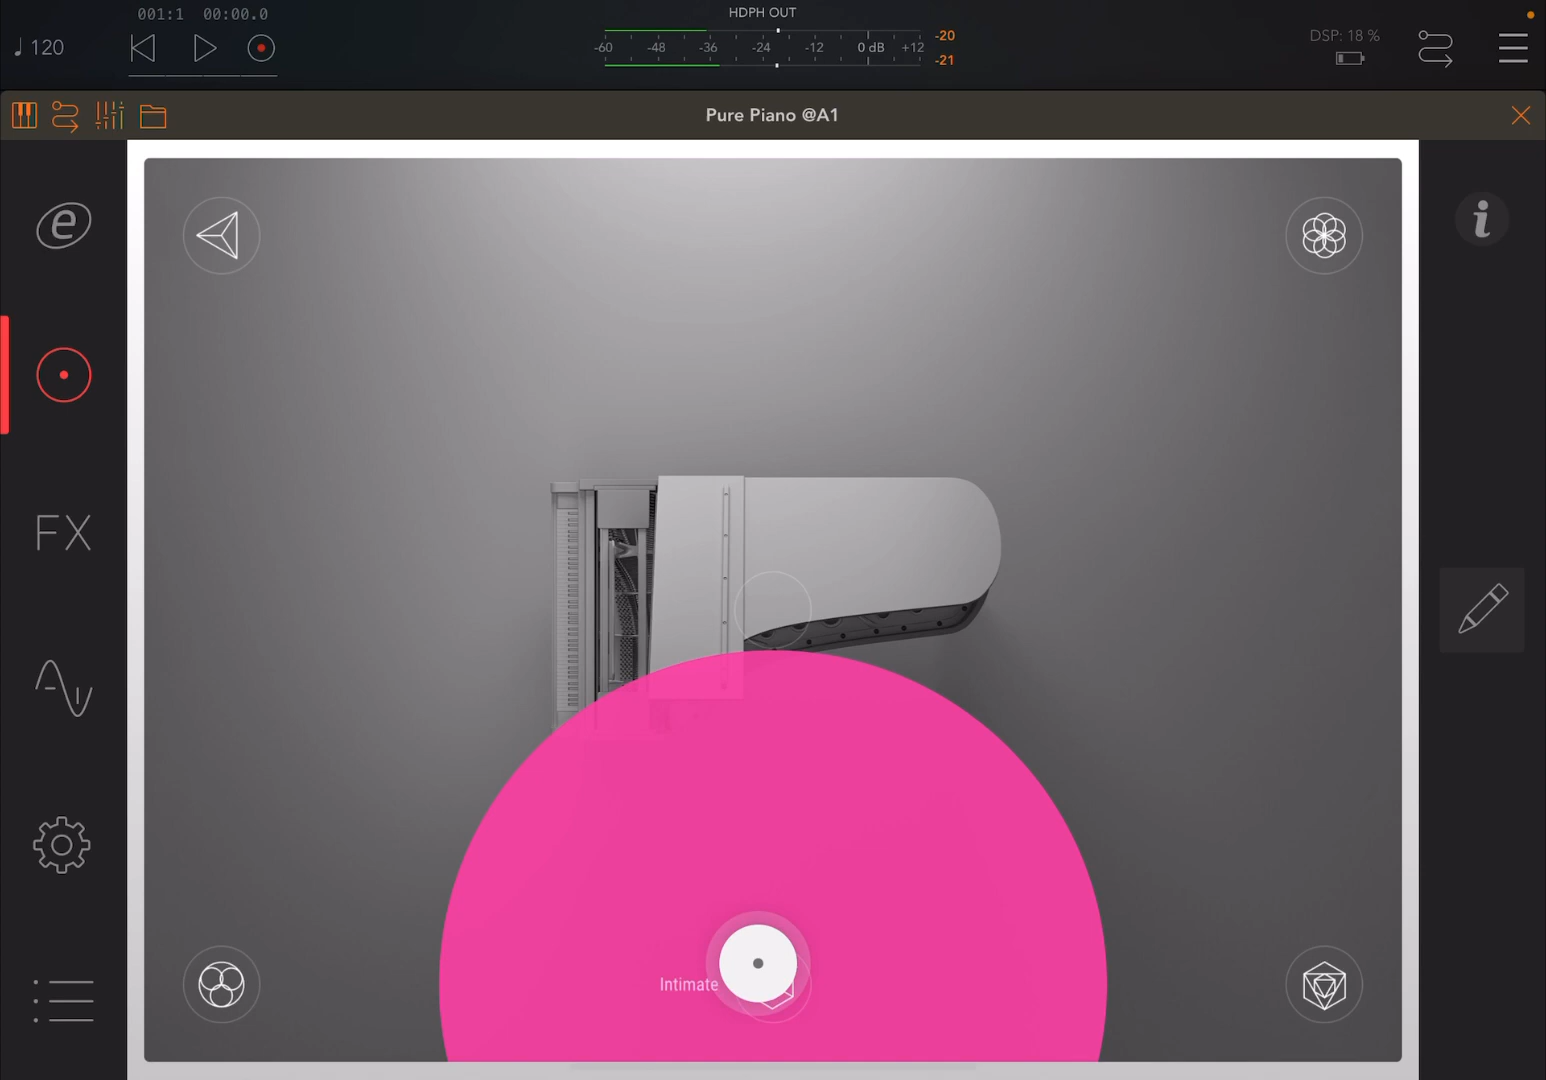 001:1 00:00.0
HDPH OUT
♩ 120
-60 -48 -36 -24 -12 0 dB +12
-20
-21
DSP: 18 %
Pure Piano @A1
e
i
FX
Intimate